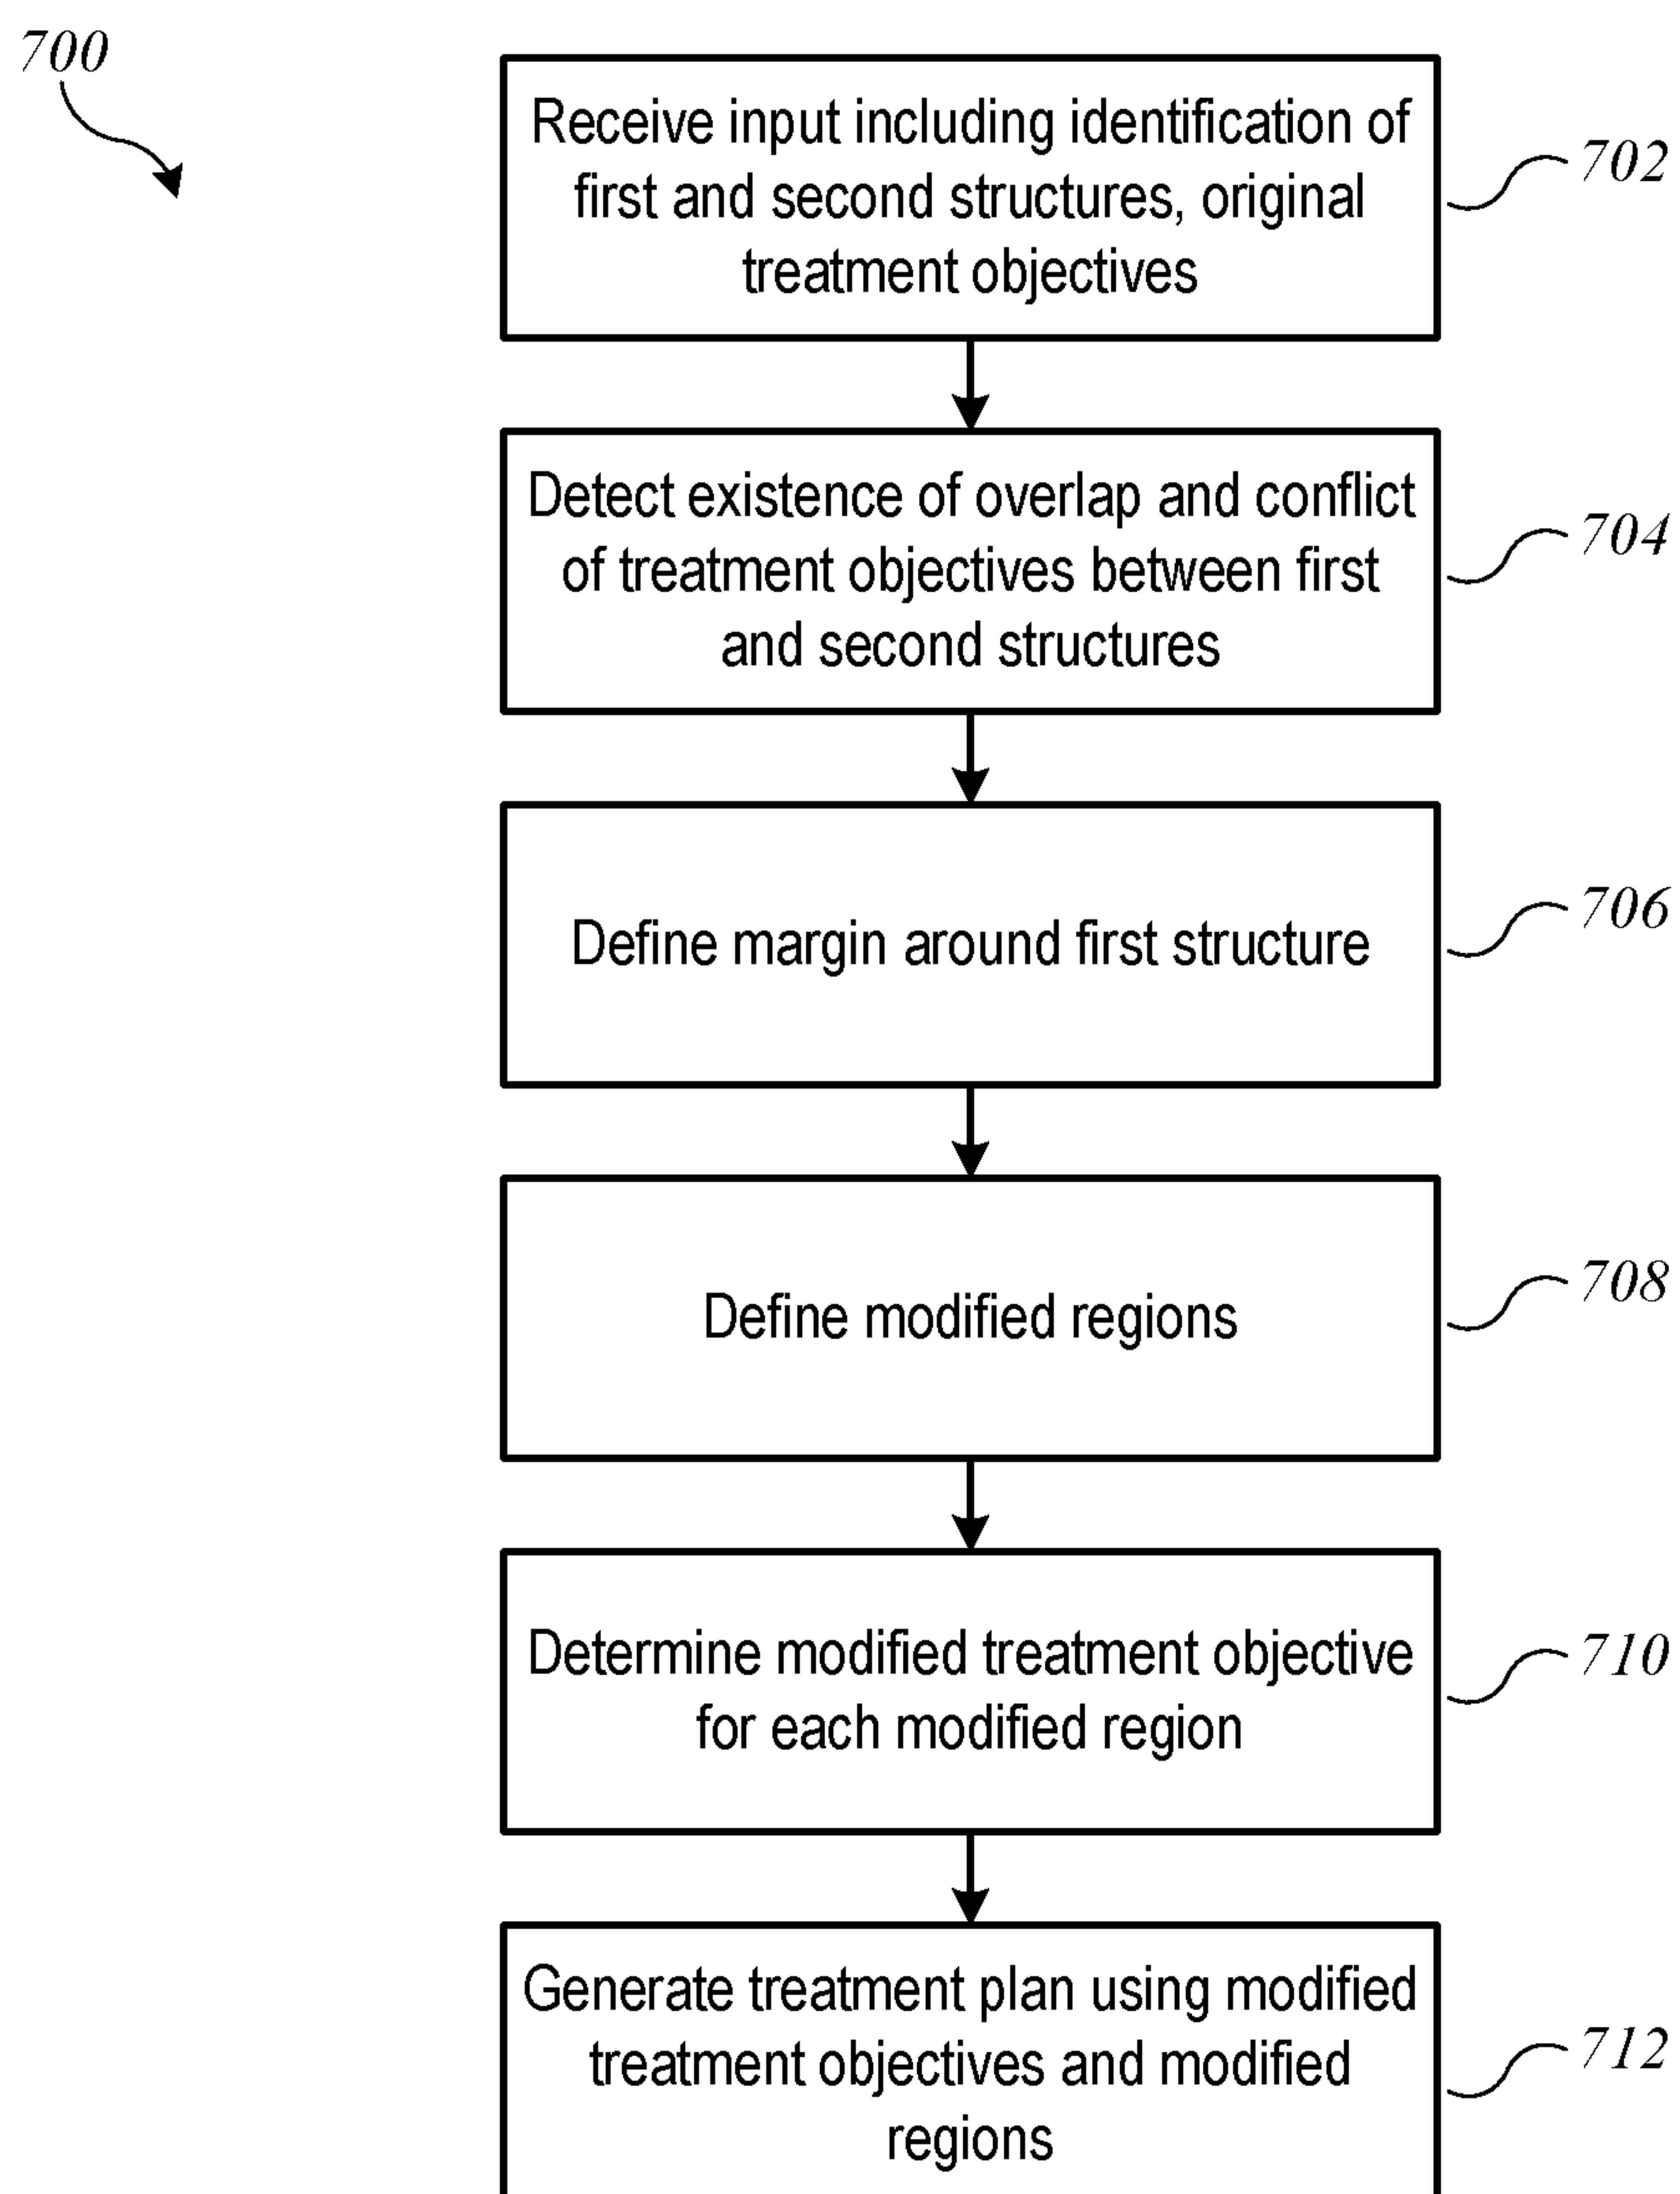 700
Receive input including identification of
first and second structures, original
treatment objectives
702
Detect existence of overlap and conflict
of treatment objectives between first
and second structures
704
Define margin around first structure
706
Define modified regions
708
Determine modified treatment objective
for each modified region
710
Generate treatment plan using modified
treatment objectives and modified
regions
712